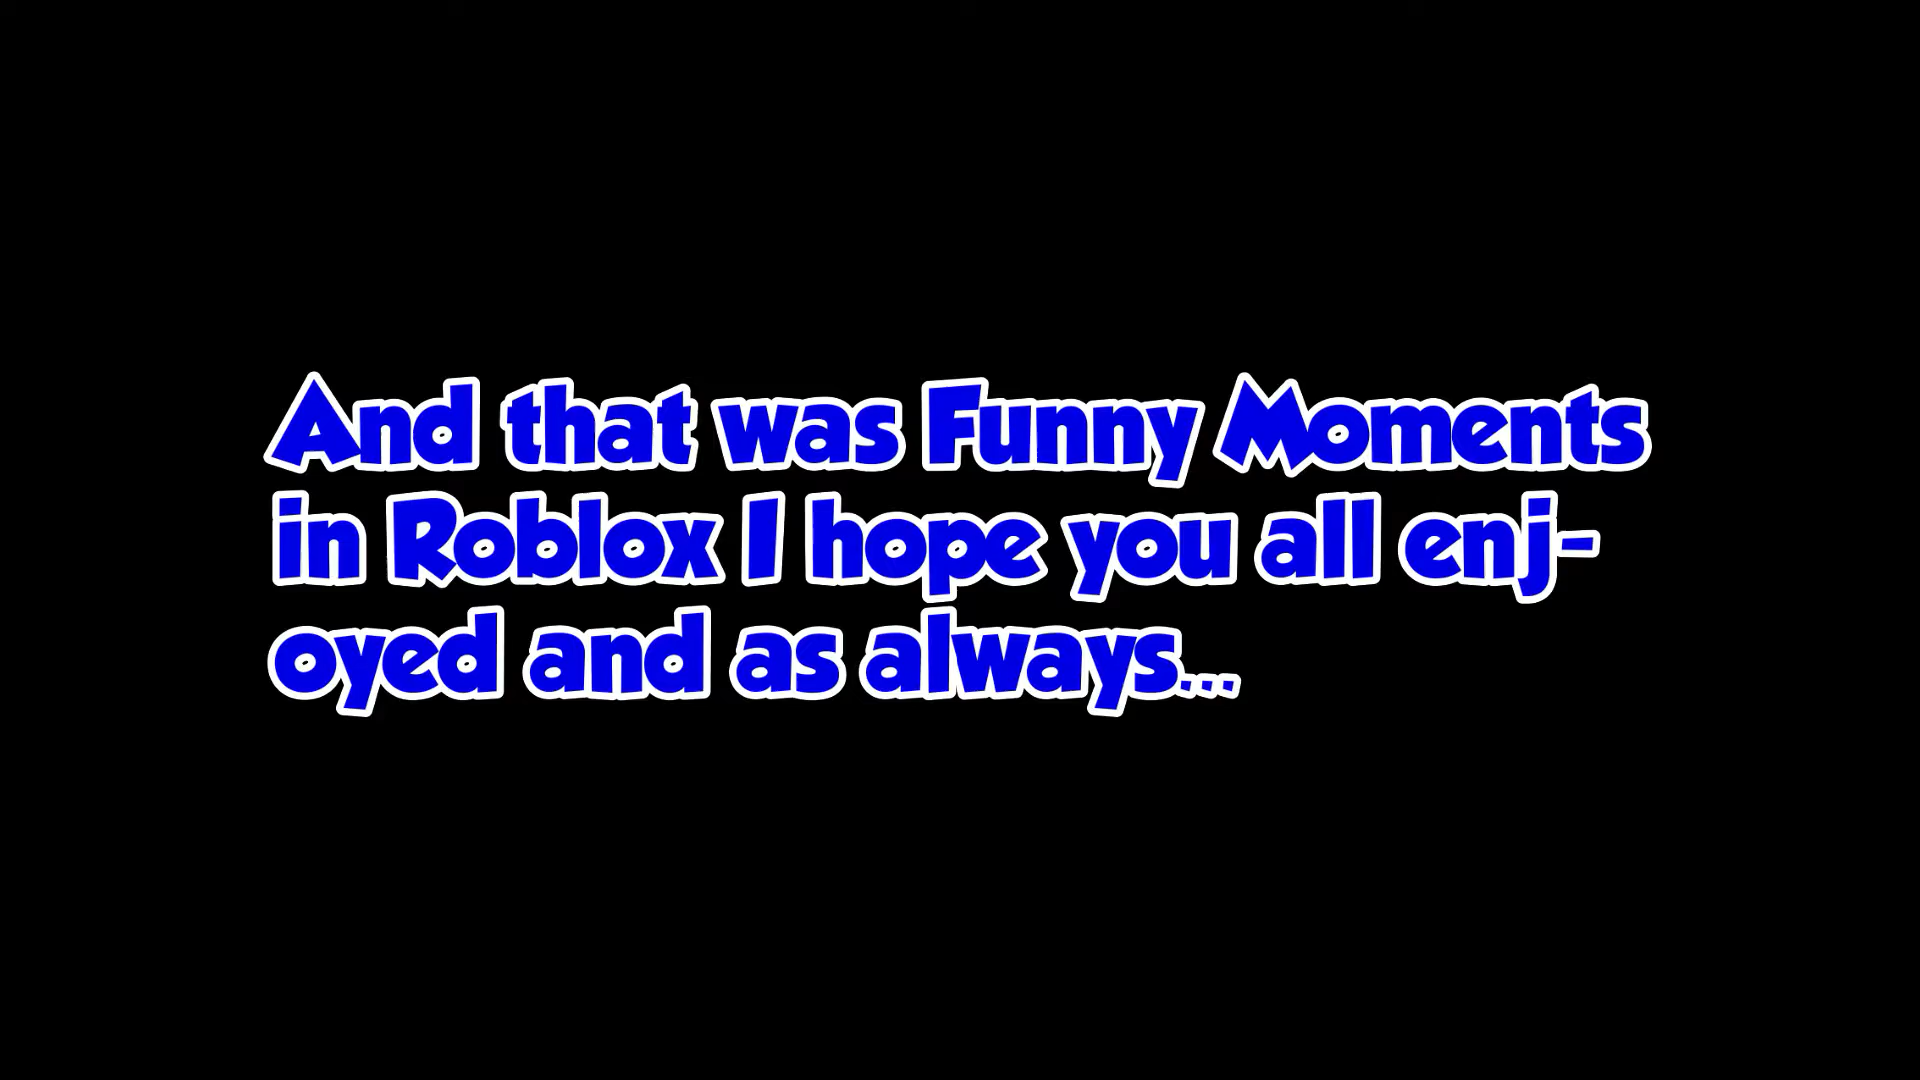 And that was Funny Moments
in Roblox I hope you all enj-
oyed and as always...